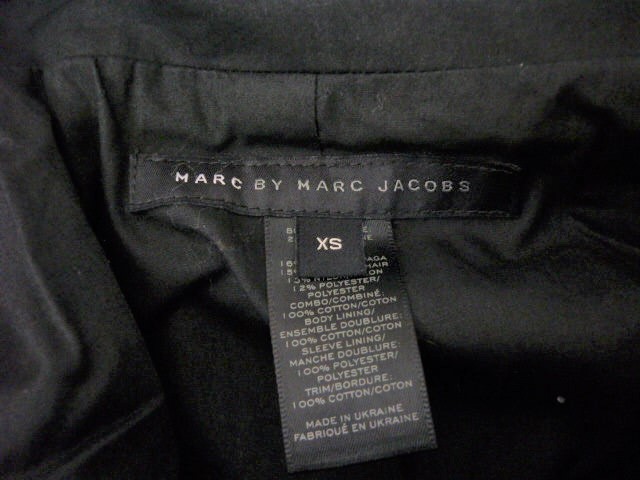 MARC BY MARC JACOBS
XS
12% POLYESTER/
POLYESTER
COMBO/COMBINÉ:
100% COTTON/COTON
BODY LINING/
ENSEMBLE DOUBLURE:
100% COTTON/COTON
SLEEVE LINING/
MANCHE DOUBLURE:
100% POLYESTER/
POLYESTER
TRIM/BORDURE:
100% COTTON/COTON
MADE IN UKRAINE
FABRIQUÉ EN UKRAINE